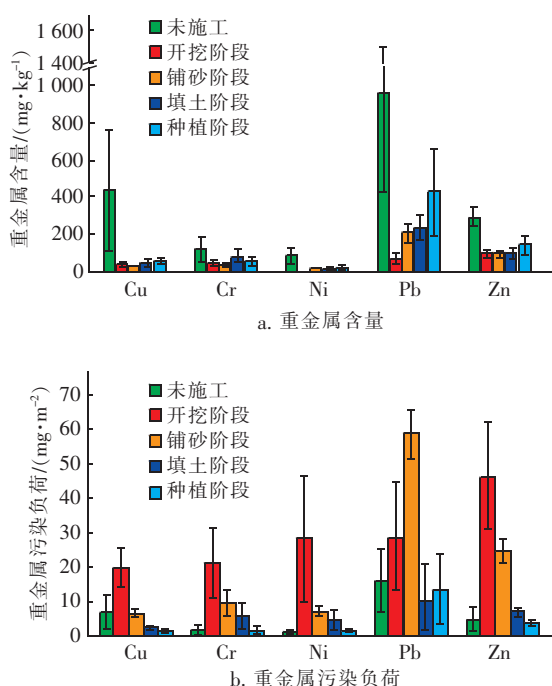 1 600
1 400
1 000
800
600
400
200
0
重金属含量/(mg•kg⁻¹)
未施工
开挖阶段
铺砂阶段
填土阶段
种植阶段
Cu Cr Ni Pb Zn
a. 重金属含量
70
60
50
40
30
20
10
0
重金属污染负荷/(mg•m⁻²)
未施工
开挖阶段
铺砂阶段
填土阶段
种植阶段
Cu Cr Ni Pb Zn
b. 重金属污染负荷